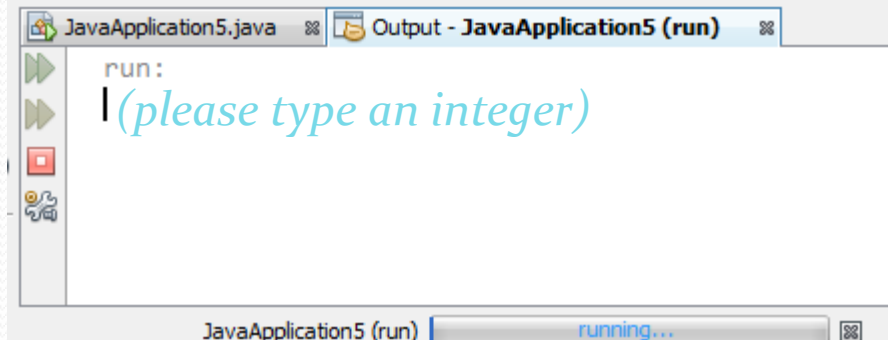 JavaApplication5.java Output - JavaApplication5 (run)
run:
(please type an integer)
JavaApplication5 (run) running...